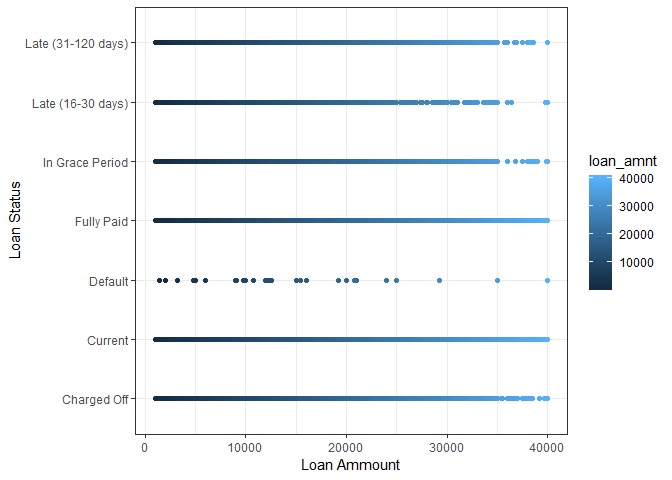 Late (31-120 days)
Late (16-30 days)
In Grace Period
Fully Paid
Default
Current
Charged Off
Loan Status
0
10000
20000
30000
40000
Loan Ammount
loan_amnt
40000
30000
20000
10000